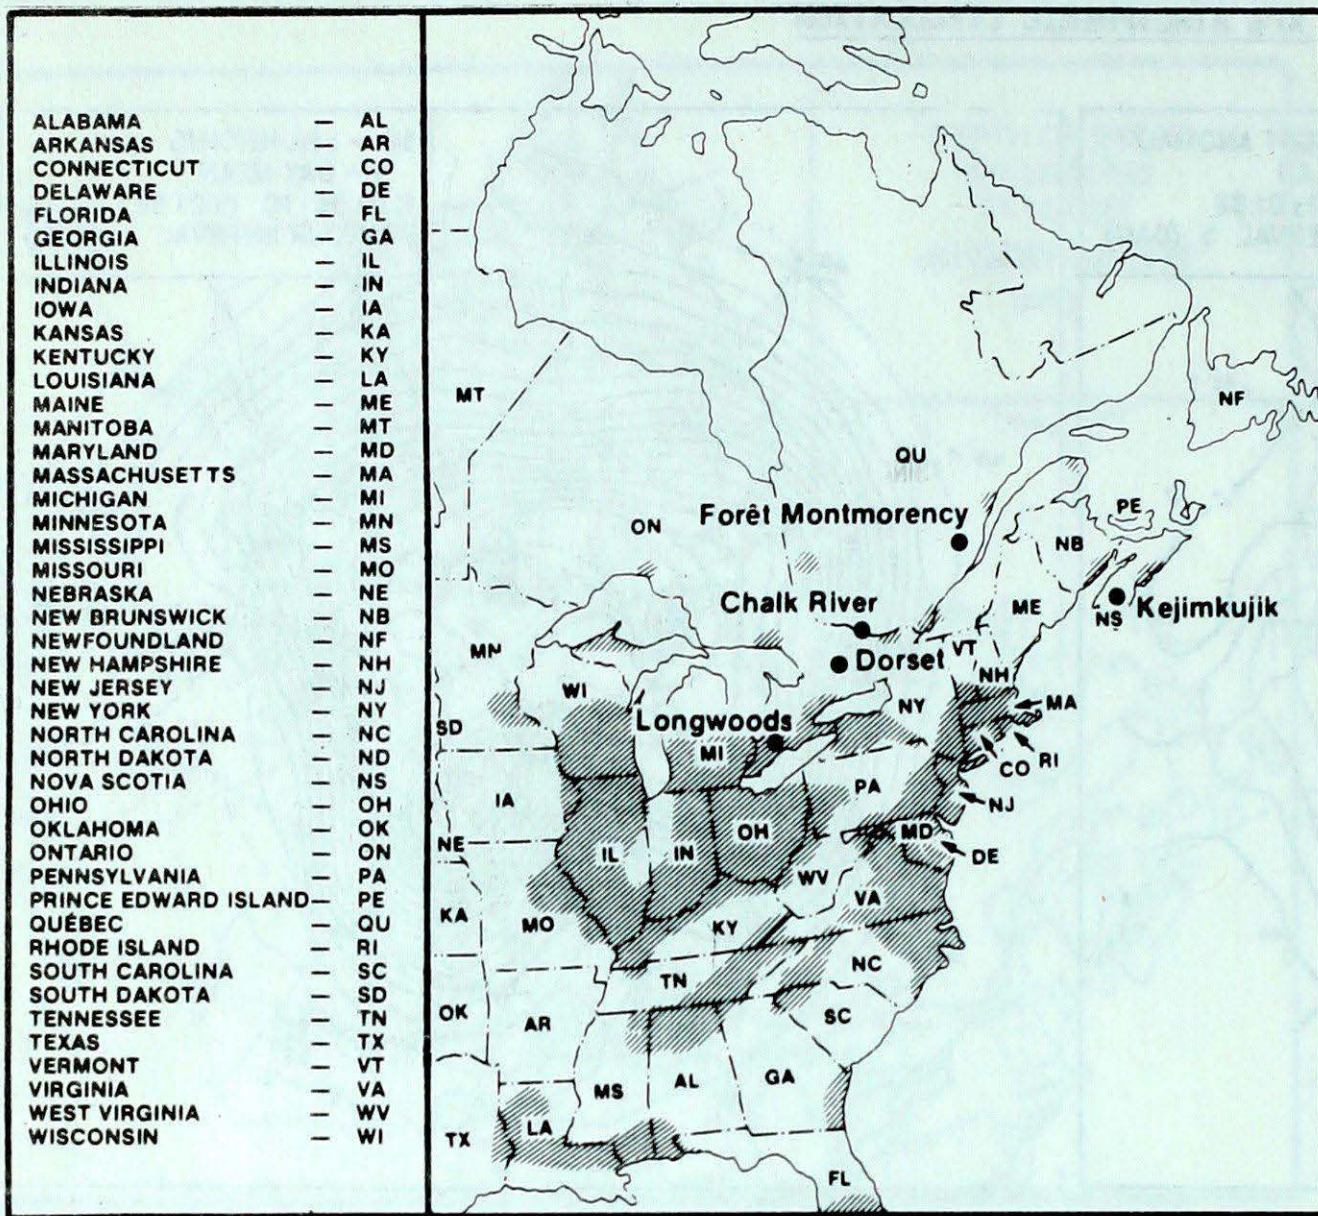 ALABAMA — AL
ARKANSAS — AR
CONNECTICUT — CO
DELAWARE — DE
FLORIDA — FL
GEORGIA — GA
ILLINOIS — IL
INDIANA — IN
IOWA — IA
KANSAS — KA
KENTUCKY — KY
LOUISIANA — LA
MAINE — ME
MANITOBA — MT
MARYLAND — MD
MASSACHUSETTS — MA
MICHIGAN — MI
MINNESOTA — MN
MISSISSIPPI — MS
MISSOURI — MO
NEBRASKA — NE
NEW BRUNSWICK — NB
NEWFOUNDLAND — NF
NEW HAMPSHIRE — NH
NEW JERSEY — NJ
NEW YORK — NY
NORTH CAROLINA — NC
NORTH DAKOTA — ND
NOVA SCOTIA — NS
OHIO — OH
OKLAHOMA — OK
ONTARIO — ON
PENNSYLVANIA — PA
PRINCE EDWARD ISLAND — PE
QUÉBEC — QU
RHODE ISLAND — RI
SOUTH CAROLINA — SC
SOUTH DAKOTA — SD
TENNESSEE — TN
TEXAS — TX
VERMONT — VT
VIRGINIA — VA
WEST VIRGINIA — WV
WISCONSIN — WI
MT
NF
QU
PE
Forêt Montmorency
ON
NB
Chalk River
ME
NS
Kejimkujik
MN
Dorset
VT
NH
WI
NY
MA
SD
Longwoods
MI
RI
CO
PA
NJ
IA
OH
MD
NE
IL
IN
DE
WV
VA
KA
MO
KY
NC
TN
OK
AR
SC
MS
AL
GA
LA
TX
FL